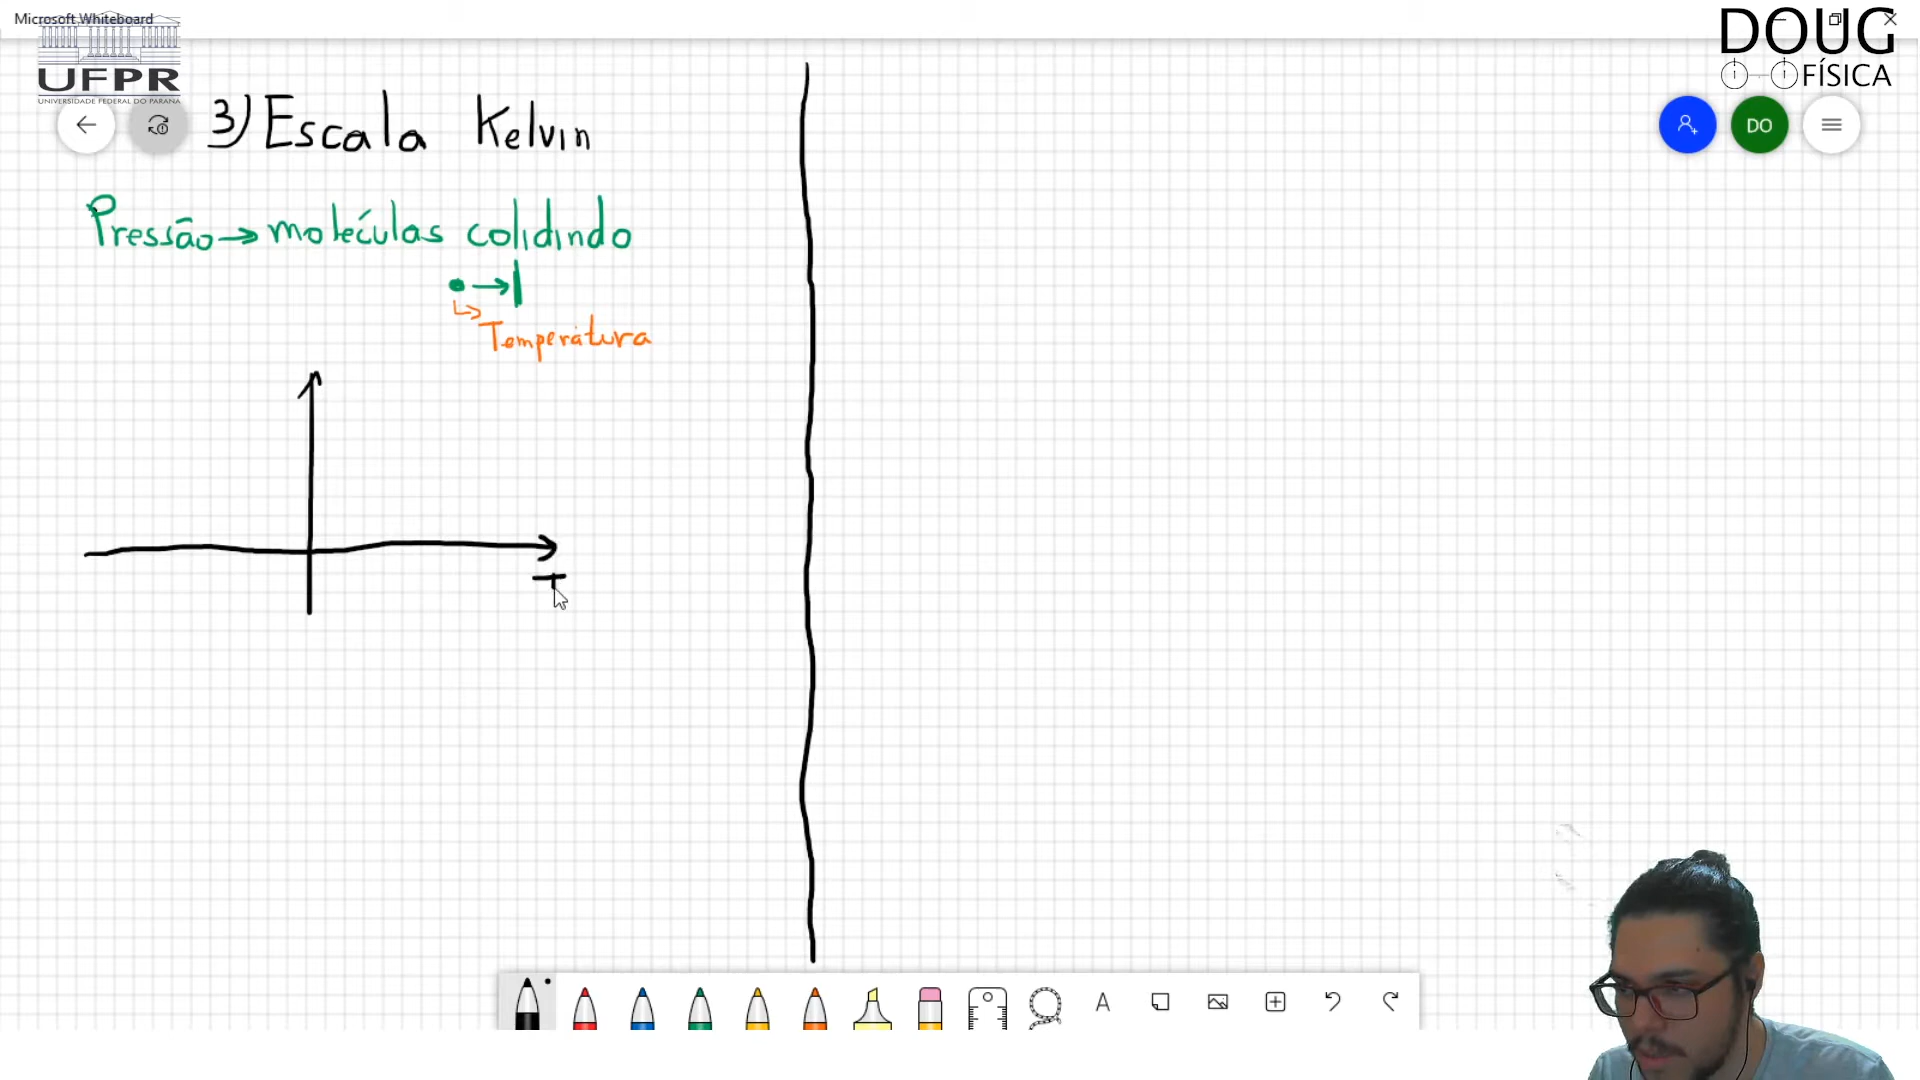 Microsoft Whiteboard
UFPR
UNIVERSIDADE FEDERAL DO PARANÁ
DOUG
FÍSICA
DO
3) Escala Kelvin
Pressão → moléculas colidindo
Temperatura
T
A